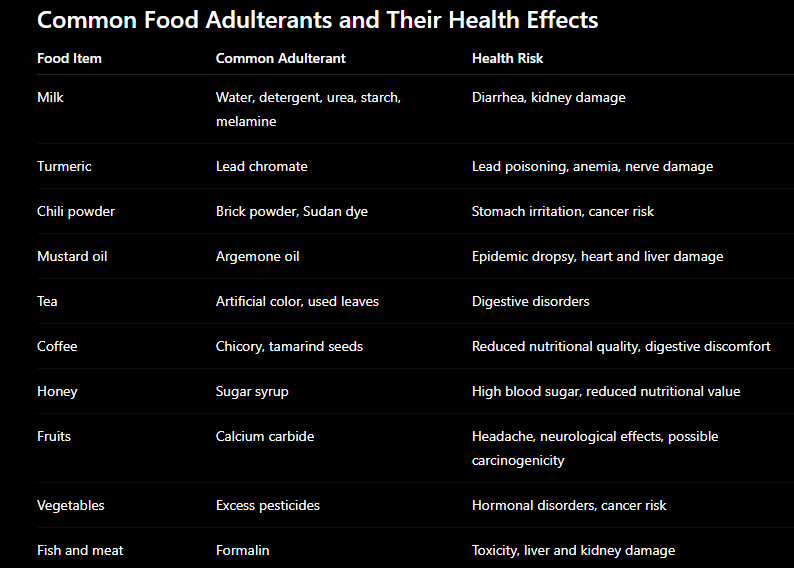 Common Food Adulterants and Their Health Effects
Food Item Common Adulterant Health Risk
Milk Water, detergent, urea, starch, melamine Diarrhea, kidney damage
Turmeric Lead chromate Lead poisoning, anemia, nerve damage
Chili powder Brick powder, Sudan dye Stomach irritation, cancer risk
Mustard oil Argemone oil Epidemic dropsy, heart and liver damage
Tea Artificial color, used leaves Digestive disorders
Coffee Chicory, tamarind seeds Reduced nutritional quality, digestive discomfort
Honey Sugar syrup High blood sugar, reduced nutritional value
Fruits Calcium carbide Headache, neurological effects, possible carcinogenicity
Vegetables Excess pesticides Hormonal disorders, cancer risk
Fish and meat Formalin Toxicity, liver and kidney damage